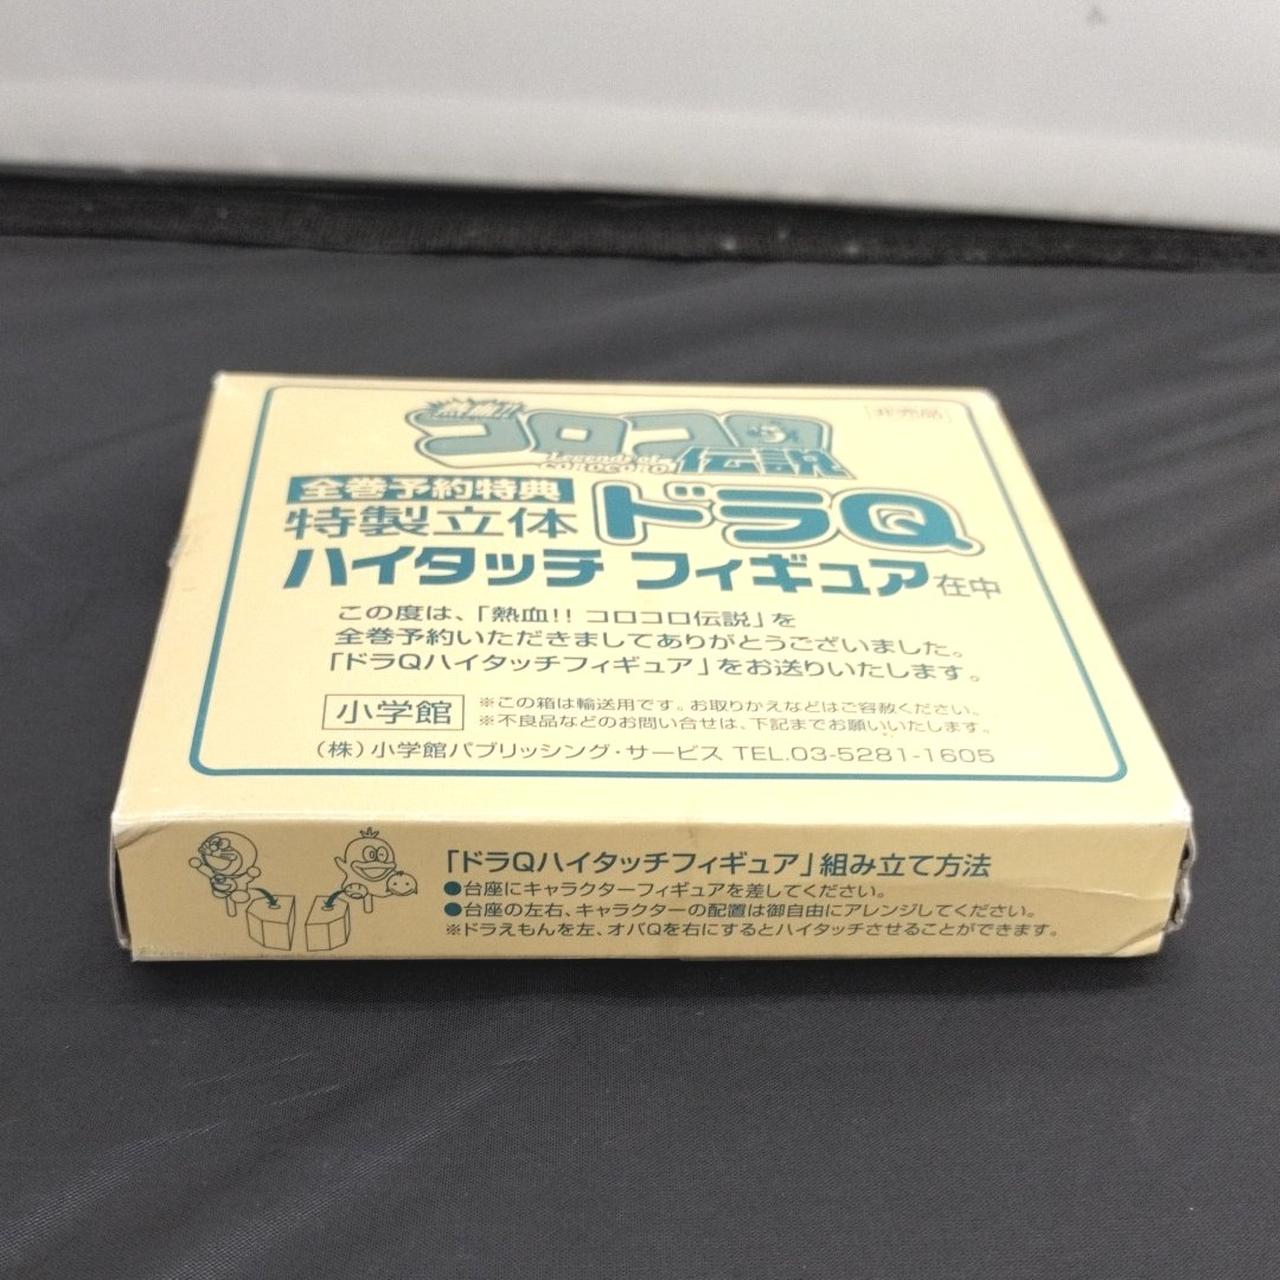 熱血!!
コロコロ
Legends of
COROCORO
伝説
非売品
全巻予約特典
特製立体 ドラQ
ハイタッチ フィギュア在中
この度は、「熱血!! コロコロ伝説」を
全巻予約いただきましてありがとうございました。
「ドラQハイタッチフィギュア」をお送りいたします。
小学館
※この箱は輸送用です。お取りかえなどはご容赦ください。
※不良品などのお問い合せは、下記までお願いいたします。
(株)小学館パブリッシング・サービス TEL.03-5281-1605
「ドラQハイタッチフィギュア」組み立て方法
●台座にキャラクターフィギュアを差してください。
●台座の左右、キャラクターの配置は御自由にアレンジしてください。
※ドラえもんを左、オバQを右にするとハイタッチさせることができます。